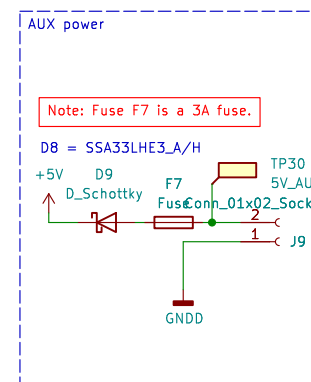 AUX power
Note: Fuse F7 is a 3A fuse.
D8 = SSA33LHE3_A/H
+5V
D9
D_Schottky
F7
Fuse
TP30
5V_AU
Conn_01x02_Sock
2
1
J9
GNDD